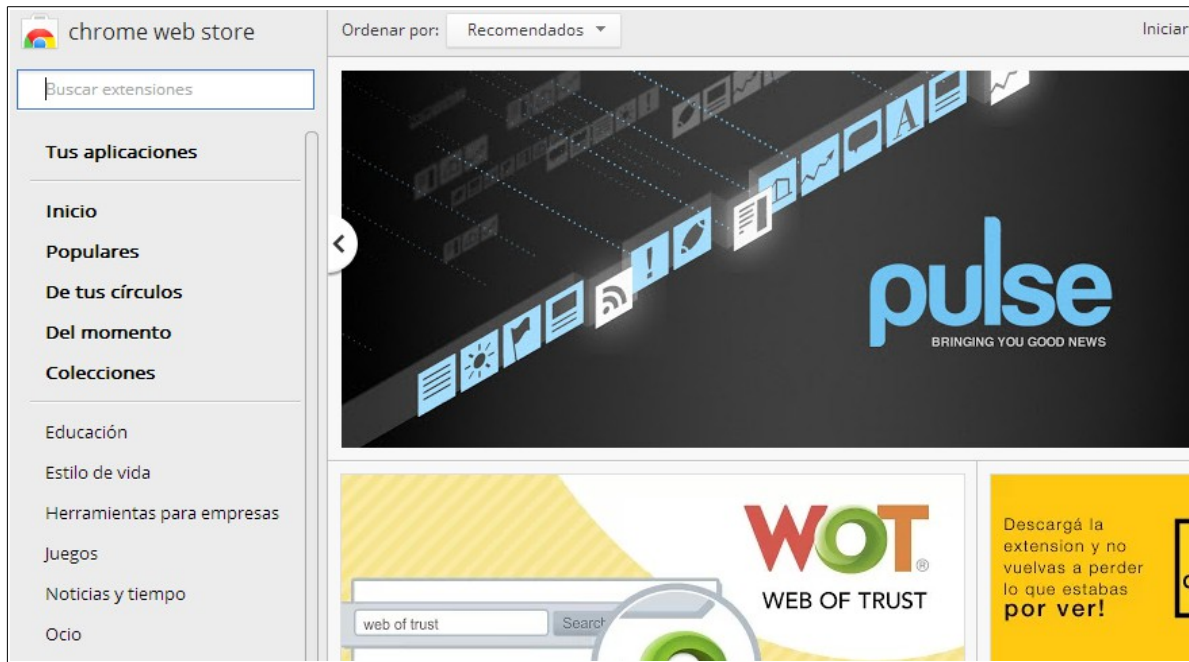 chrome web store
Ordenar por: Recomendados
Iniciar
Buscar extensiones
Tus aplicaciones
Inicio
Populares
De tus círculos
Del momento
Colecciones
Educación
Estilo de vida
Herramientas para empresas
Juegos
Noticias y tiempo
Ocio
A
pulse
BRINGING YOU GOOD NEWS
WOT®
WEB OF TRUST
web of trust
Search
Descargá la
extension y no
vuelvas a perder
lo que estabas
por ver!